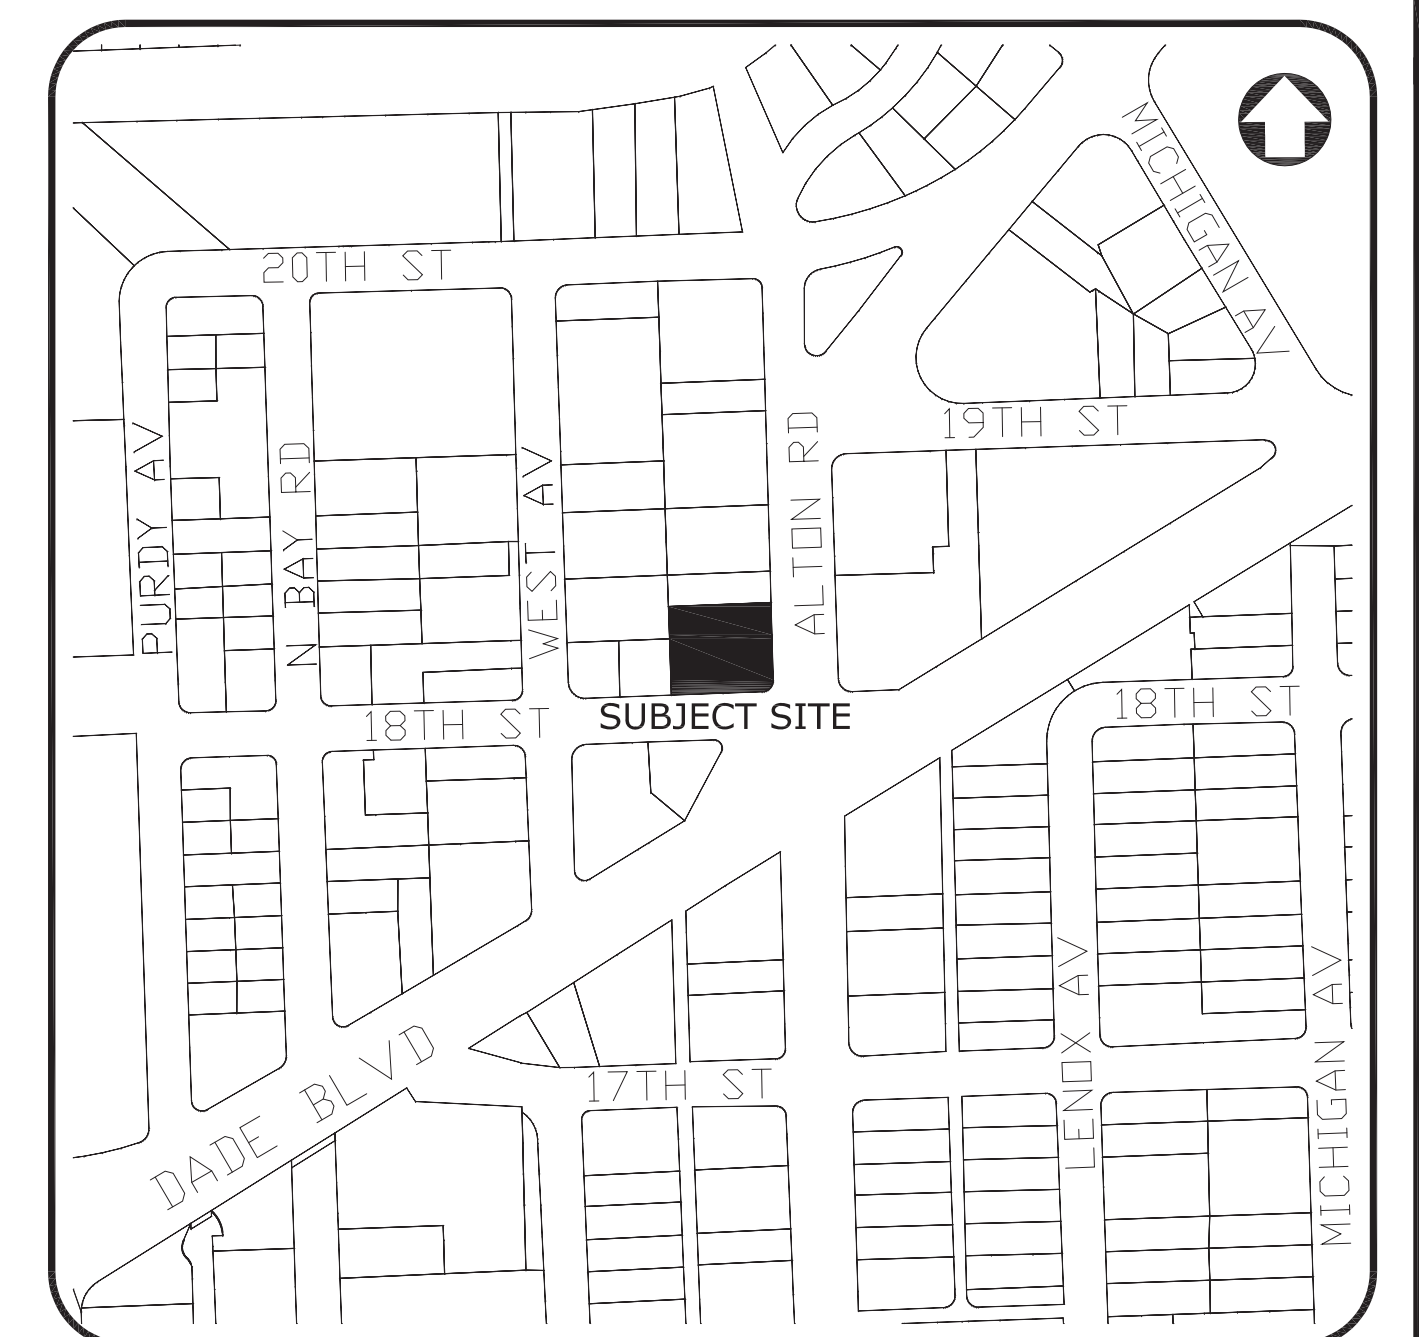 MICHIGAN AV
20TH ST
19TH ST
PURDY AV
N BAY RD
WEST AV
ALTON RD
18TH ST
SUBJECT SITE
18TH ST
DADE BLVD
17TH ST
LENOX AV
MICHIGAN AV